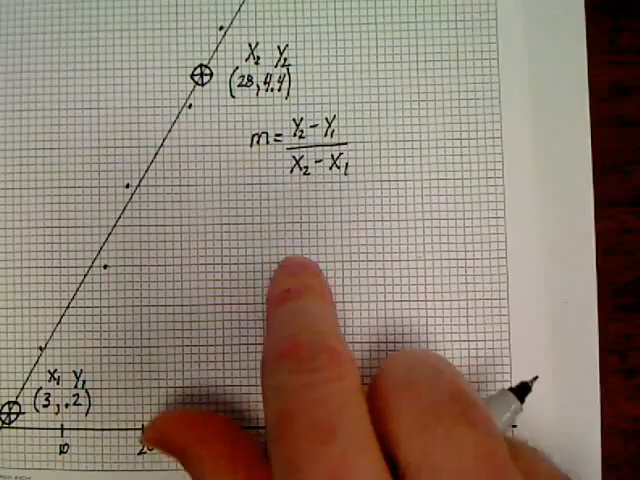 X₂ Y₂
(28, 4.4)
m = Y₂ - Y₁
X₂ - X₁
X₁ Y₁
(3, .2)
10